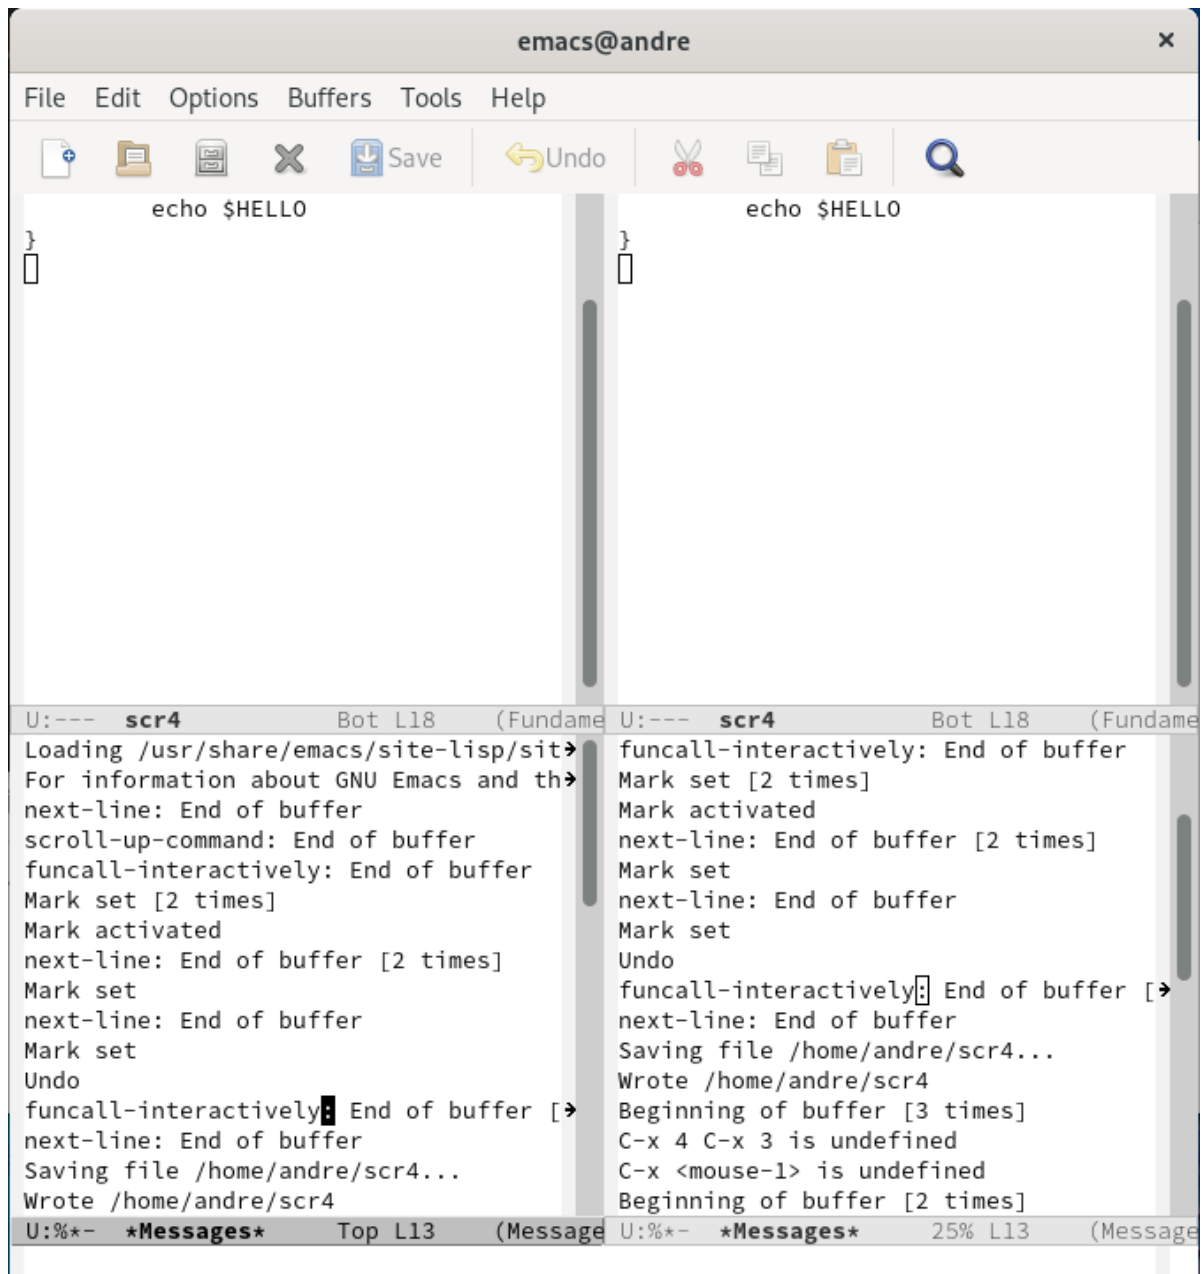 emacs@andre
File Edit Options Buffers Tools Help
Save Undo
echo $HELLO
}
U:--- scr4 Bot L18 (Fundame
echo $HELLO
}
U:--- scr4 Bot L18 (Fundame
Loading /usr/share/emacs/site-lisp/sit
For information about GNU Emacs and th
next-line: End of buffer
scroll-up-command: End of buffer
funcall-interactively: End of buffer
Mark set [2 times]
Mark activated
next-line: End of buffer [2 times]
Mark set
next-line: End of buffer
Mark set
Undo
funcall-interactively: End of buffer [
next-line: End of buffer
Saving file /home/andre/scr4...
Wrote /home/andre/scr4
U:%*- *Messages* Top L13 (Message
funcall-interactively: End of buffer
Mark set [2 times]
Mark activated
next-line: End of buffer [2 times]
Mark set
next-line: End of buffer
Mark set
Undo
funcall-interactively: End of buffer [
next-line: End of buffer
Saving file /home/andre/scr4...
Wrote /home/andre/scr4
Beginning of buffer [3 times]
C-x 4 C-x 3 is undefined
C-x <mouse-1> is undefined
Beginning of buffer [2 times]
U:%*- *Messages* 25% L13 (Message